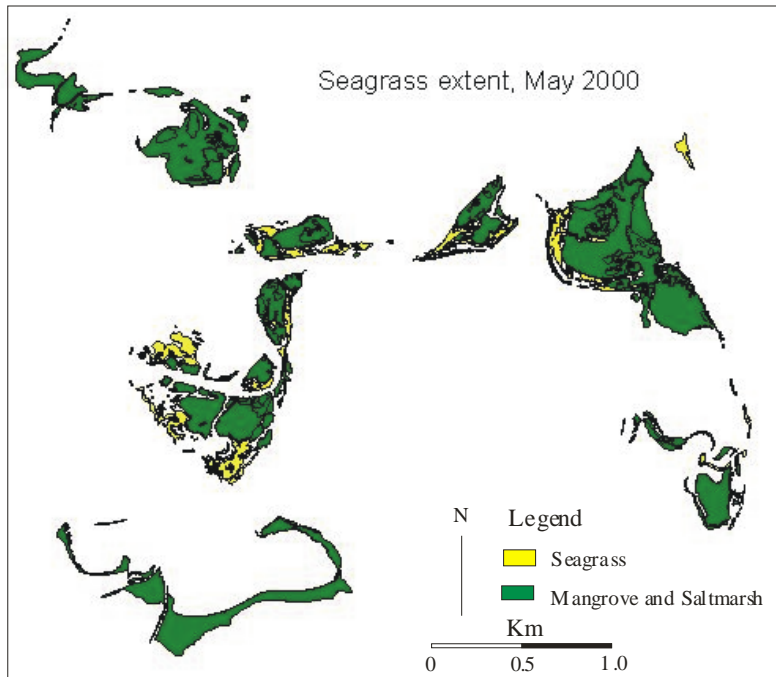 Seagrass extent, May 2000
N
Legend
Seagrass
Mangrove and Saltmarsh
Km
0 0.5 1.0